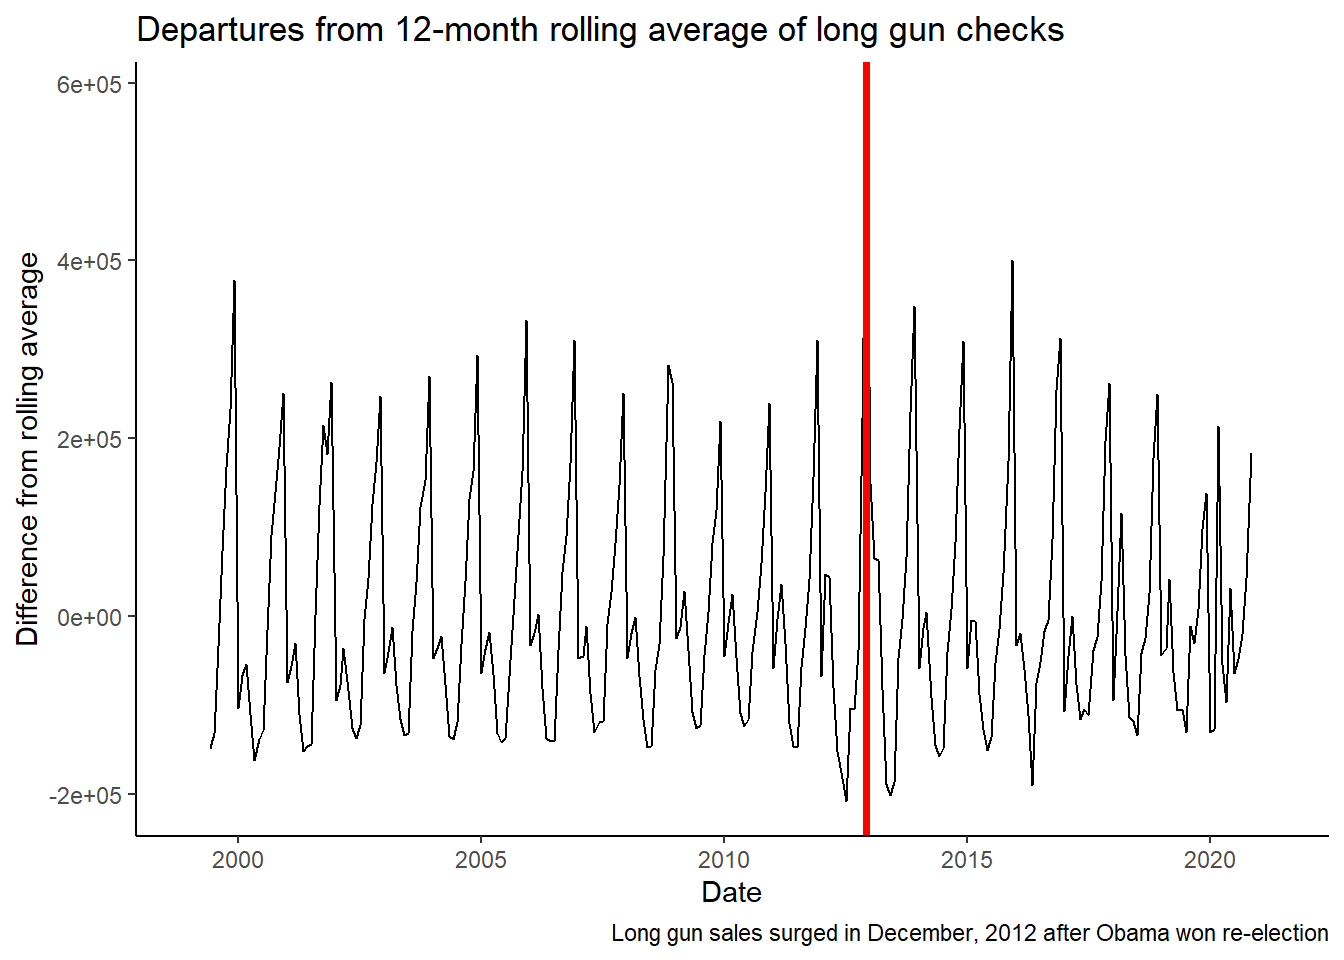 Departures from 12-month rolling average of long gun checks
6e+05
4e+05
2e+05
0e+00
-2e+05
Difference from rolling average
2000 2005 2010 2015 2020
Date
Long gun sales surged in December, 2012 after Obama won re-election